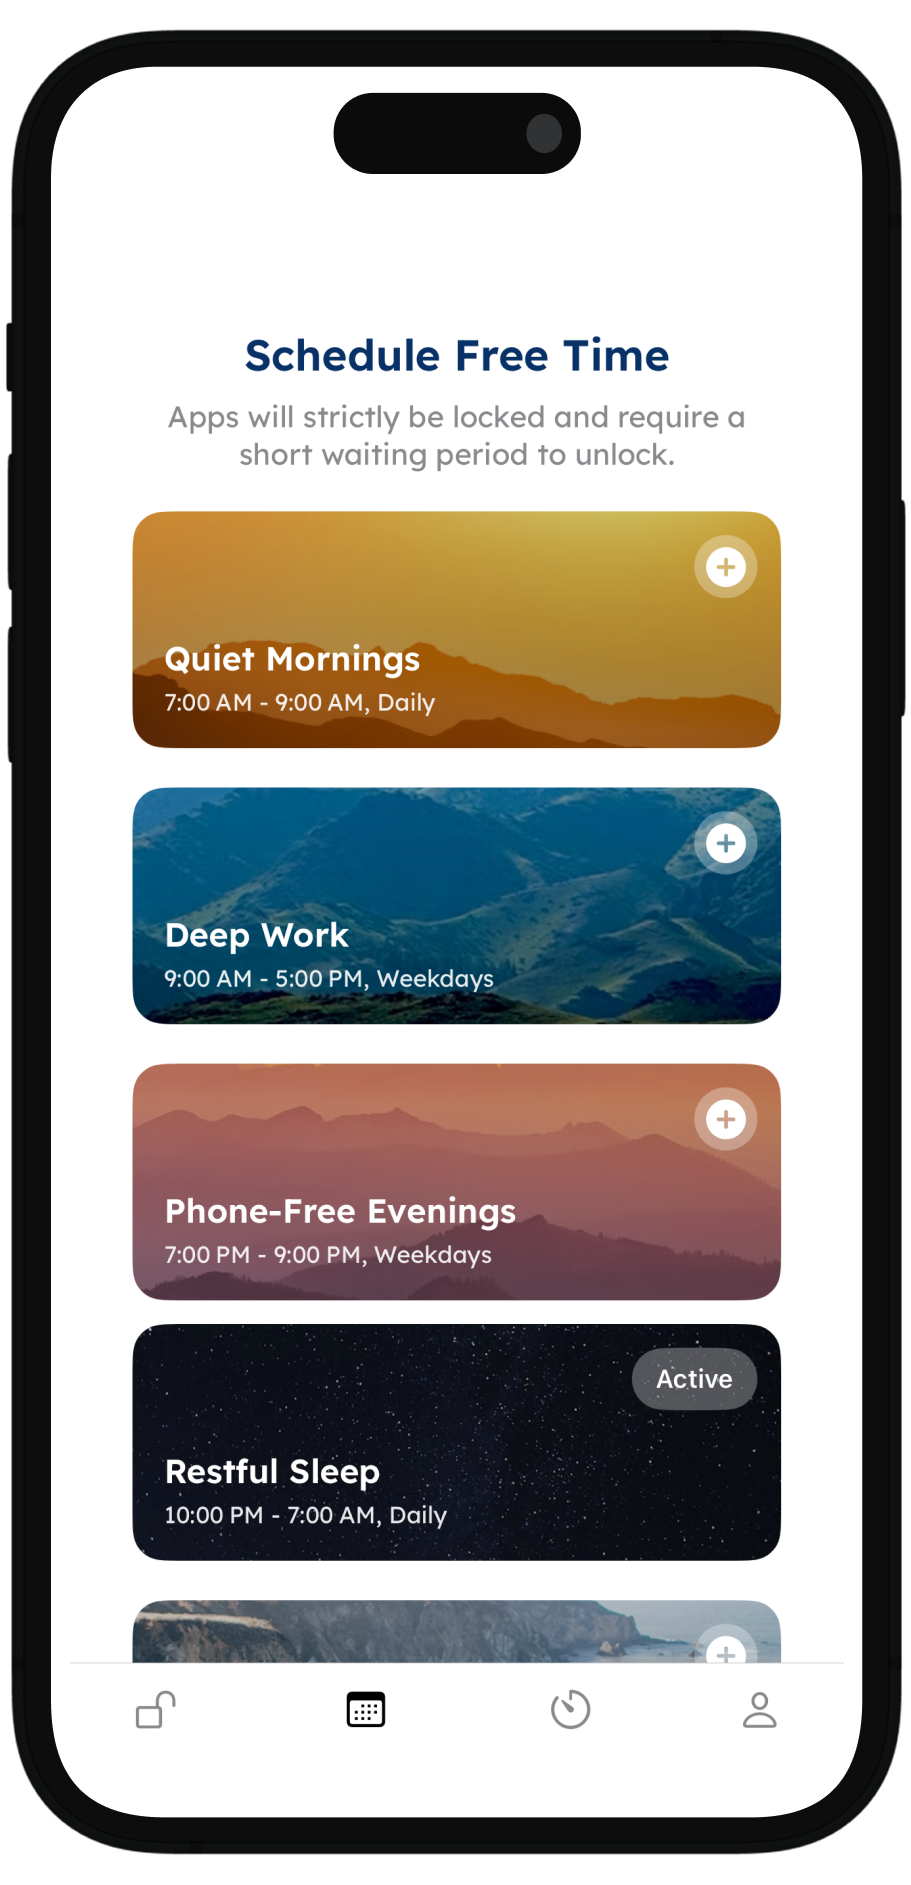 Schedule Free Time
Apps will strictly be locked and require a
short waiting period to unlock.
Quiet Mornings
7:00 AM - 9:00 AM, Daily
Deep Work
9:00 AM - 5:00 PM, Weekdays
Phone-Free Evenings
7:00 PM - 9:00 PM, Weekdays
Active
Restful Sleep
10:00 PM - 7:00 AM, Daily